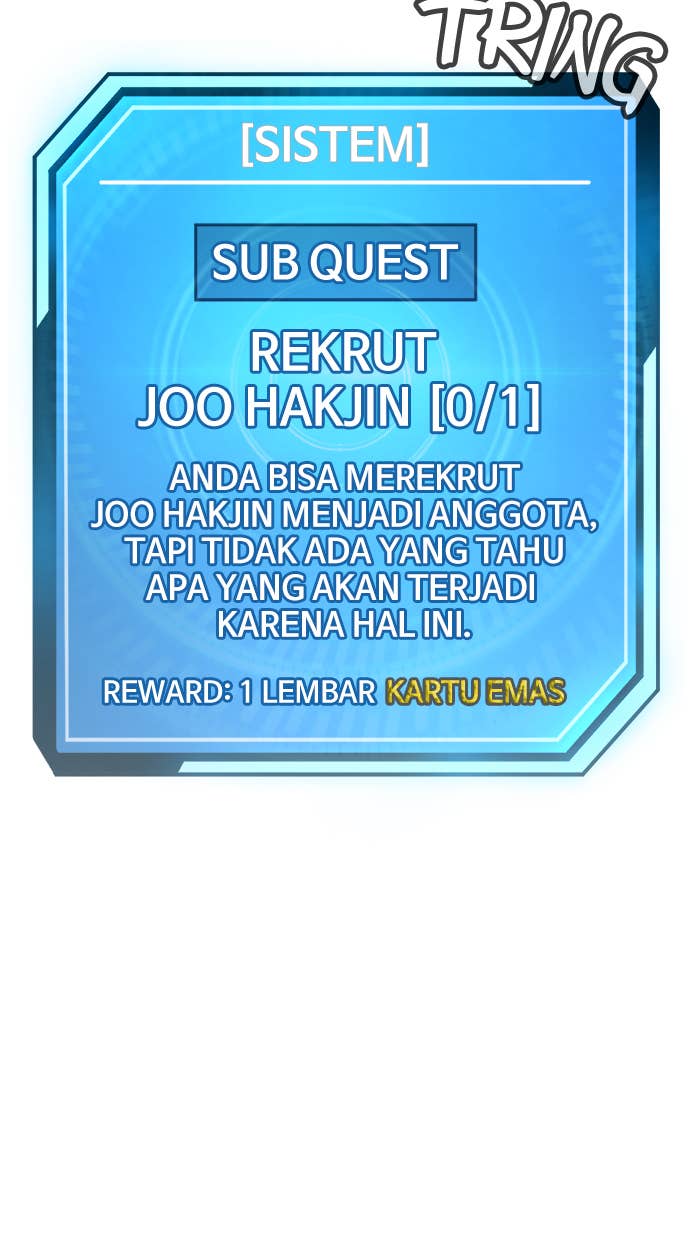 TRING
[SISTEM]
SUB QUEST
REKRUT
JOO HAKJIN [0/1]
ANDA BISA MEREKRUT
JOO HAKJIN MENJADI ANGGOTA,
TAPI TIDAK ADA YANG TAHU
APA YANG AKAN TERJADI
KARENA HAL INI.
REWARD: 1 LEMBAR KARTU EMAS